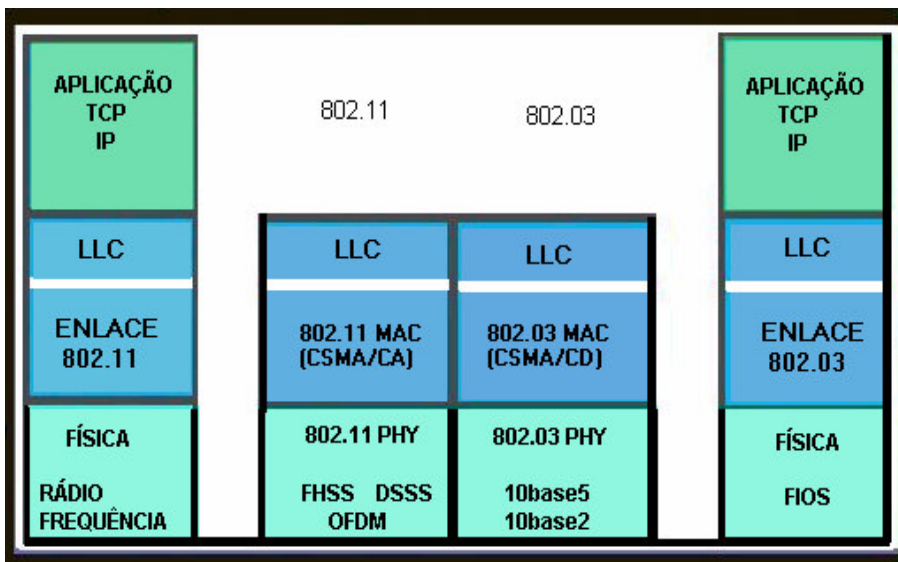 APLICAÇÃO
TCP
IP
LLC
ENLACE
802.11
FÍSICA
RÁDIO
FREQUÊNCIA
802.11
LLC
802.11 MAC
(CSMA/CA)
802.11 PHY
FHSS DSSS
OFDM
802.03
LLC
802.03 MAC
(CSMA/CD)
802.03 PHY
10base5
10base2
APLICAÇÃO
TCP
IP
LLC
ENLACE
802.03
FÍSICA
FIOS